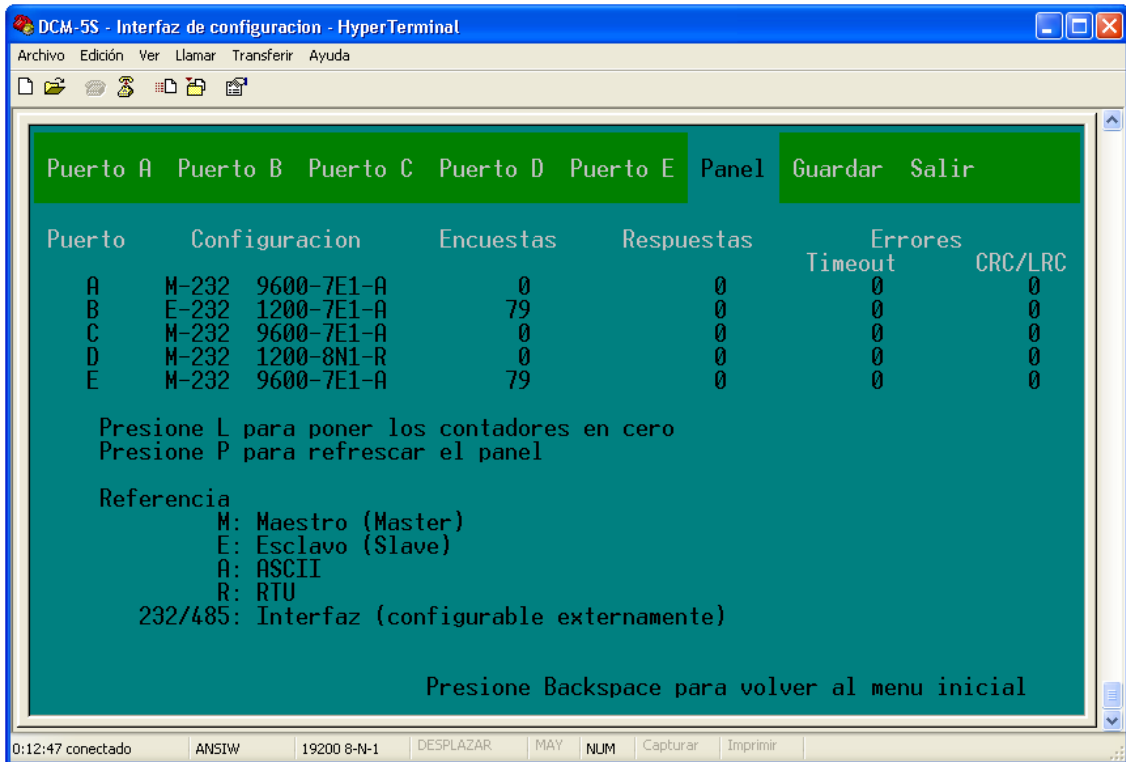 DCM-5S - Interfaz de configuracion - HyperTerminal
Archivo Edición Ver Llamar Transferir Ayuda
Puerto A Puerto B Puerto C Puerto D Puerto E Panel Guardar Salir
Puerto Configuracion Encuestas Respuestas Errores
Timeout CRC/LRC
A M-232 9600-7E1-A 0 0 0 0
B E-232 1200-7E1-A 79 0 0 0
C M-232 9600-7E1-A 0 0 0 0
D M-232 1200-8N1-R 0 0 0 0
E M-232 9600-7E1-A 79 0 0 0
Presione L para poner los contadores en cero
Presione P para refrescar el panel
Referencia
M: Maestro (Master)
E: Esclavo (Slave)
A: ASCII
R: RTU
232/485: Interfaz (configurable externamente)
Presione Backspace para volver al menu inicial
0:12:47 conectado ANSIW 19200 8-N-1 DESPLAZAR MAY NUM Capturar Imprimir